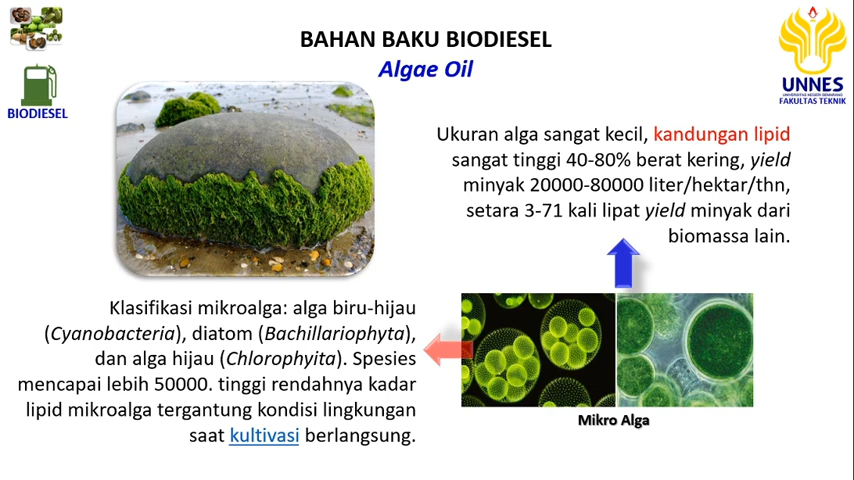 BAHAN BAKU BIODIESEL
Algae Oil
BIODIESEL
UNNES
UNIVERSITAS NEGERI SEMARANG
FAKULTAS TEKNIK
Ukuran alga sangat kecil, kandungan lipid
sangat tinggi 40-80% berat kering, yield
minyak 20000-80000 liter/hektar/thn,
setara 3-71 kali lipat yield minyak dari
biomassa lain.
Klasifikasi mikroalga: alga biru-hijau
(Cyanobacteria), diatom (Bachillariophyta),
dan alga hijau (Chlorophyita). Spesies
mencapai lebih 50000. tinggi rendahnya kadar
lipid mikroalga tergantung kondisi lingkungan
saat kultivasi berlangsung.
Mikro Alga